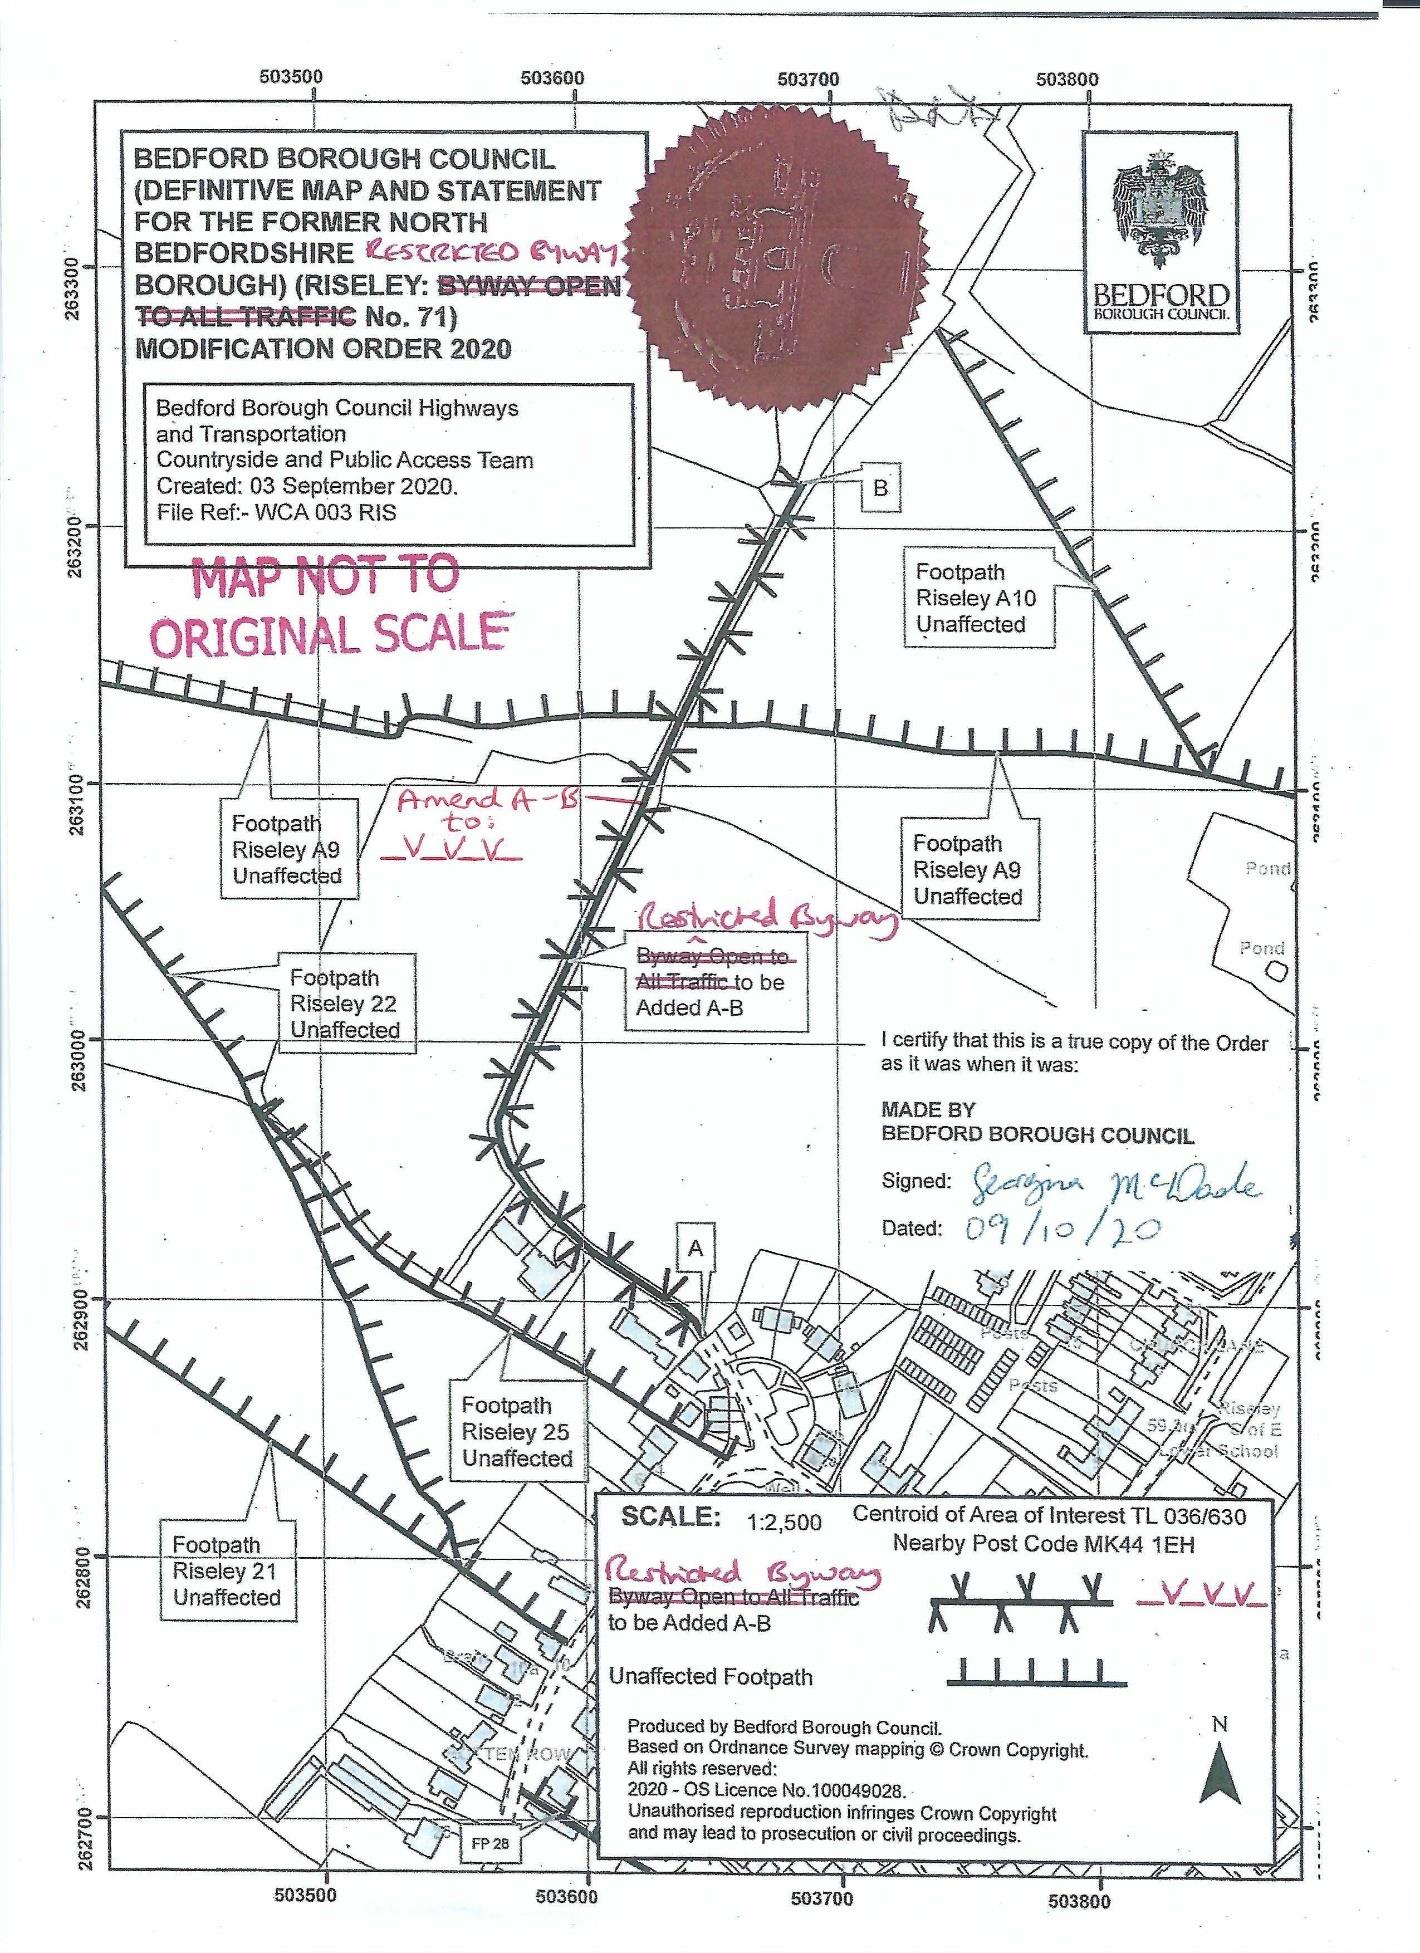 503500 503600 503700 503800
BEDFORD BOROUGH COUNCIL
(DEFINITIVE MAP AND STATEMENT
FOR THE FORMER NORTH
BEDFORDSHIRE RESTRICTED BYWAY
BOROUGH) (RISELEY: BYWAY OPEN
TO ALL TRAFFIC No. 71)
MODIFICATION ORDER 2020
Bedford Borough Council Highways
and Transportation
Countryside and Public Access Team
Created: 03 September 2020.
File Ref:- WCA 003 RIS
BEDFORD
BOROUGH COUNCIL
263300
263200
263100
263000
262900
262800
262700
263300
MAP NOT TO
ORIGINAL SCALE
B
Footpath
Riseley A10
Unaffected
Amend A-B
to:
_V_V_V_
Footpath
Riseley A9
Unaffected
Footpath
Riseley A9
Unaffected
Pond
Pond
Restricted Byway
^
Byway Open to
All Traffic to be
Added A-B
Footpath
Riseley 22
Unaffected
I certify that this is a true copy of the Order
as it was when it was:
MADE BY
BEDFORD BOROUGH COUNCIL
Signed: Georgina McDade
Dated: 09/10/20
A
Posts
Posts
Riseley
C of E
Lower School
Well
Footpath
Riseley 25
Unaffected
Footpath
Riseley 21
Unaffected
FP 28
SCALE: 1:2,500 Centroid of Area of Interest TL 036/630
Nearby Post Code MK44 1EH
Restricted Byway
Byway Open to All Traffic
to be Added A-B
_V_V_V_
Unaffected Footpath
Produced by Bedford Borough Council.
Based on Ordnance Survey mapping © Crown Copyright.
All rights reserved:
2020 - OS Licence No.100049028.
Unauthorised reproduction infringes Crown Copyright
and may lead to prosecution or civil proceedings.
N
503500 503600 503700 503800